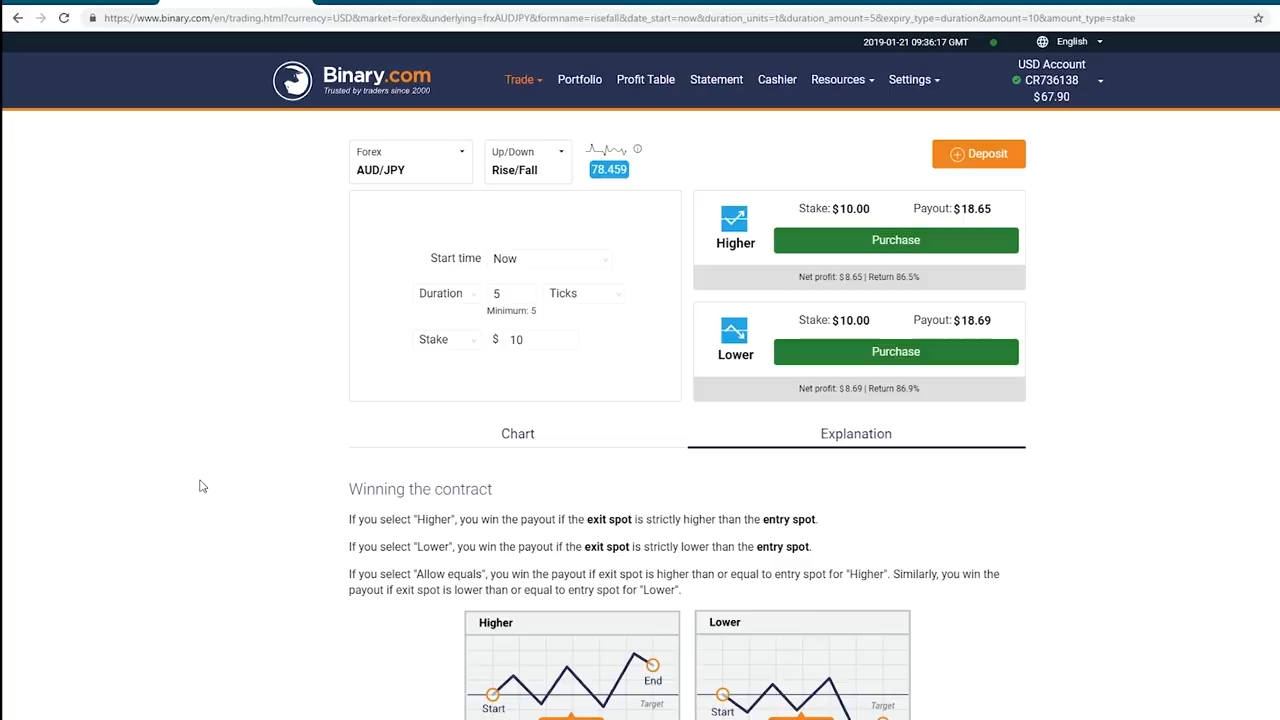 https://www.binary.com/en/trading.html?currency=USD&market=forex&underlying=frxAUDJPY&formname=risefall&date_start=now&duration_units=t&duration_amount=5&expiry_type=duration&amount=10&amount_type=stake
2019-01-21 09:36:17 GMT
English
Binary.com
Trusted by traders since 2000
Trade
Portfolio
Profit Table
Statement
Cashier
Resources
Settings
USD Account
CR736138
$67.90
Forex
AUD/JPY
Up/Down
Rise/Fall
78.459
Deposit
Start time Now
Duration 5 Ticks
Minimum: 5
Stake $ 10
Higher
Stake: $10.00 Payout: $18.65
Purchase
Net profit: $8.65 | Return 86.5%
Lower
Stake: $10.00 Payout: $18.69
Purchase
Net profit: $8.69 | Return 86.9%
Chart
Explanation
Winning the contract
If you select "Higher", you win the payout if the exit spot is strictly higher than the entry spot.
If you select "Lower", you win the payout if the exit spot is strictly lower than the entry spot.
If you select "Allow equals", you win the payout if exit spot is higher than or equal to entry spot for "Higher". Similarly, you win the
payout if exit spot is lower than or equal to entry spot for "Lower".
Higher
End
Start
Target
Lower
Start
Target